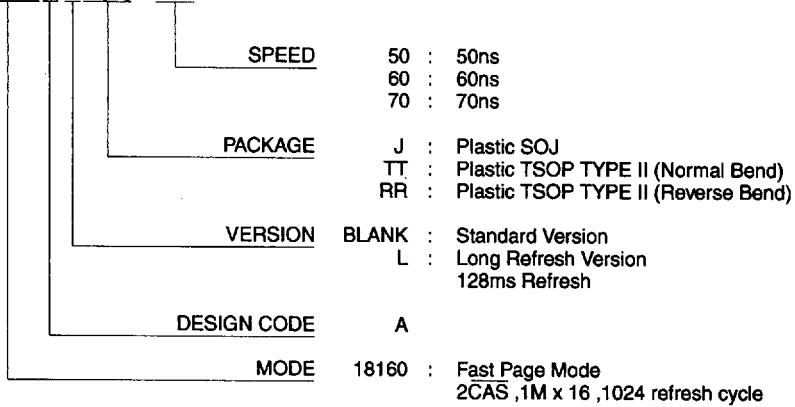 SPEED 50 : 50ns
60 : 60ns
70 : 70ns
PACKAGE J : Plastic SOJ
TT : Plastic TSOP TYPE II (Normal Bend)
RR : Plastic TSOP TYPE II (Reverse Bend)
VERSION BLANK : Standard Version
L : Long Refresh Version
128ms Refresh
DESIGN CODE A
MODE 18160 : Fast Page Mode
2C̅A̅S̅ ,1M x 16 ,1024 refresh cycle